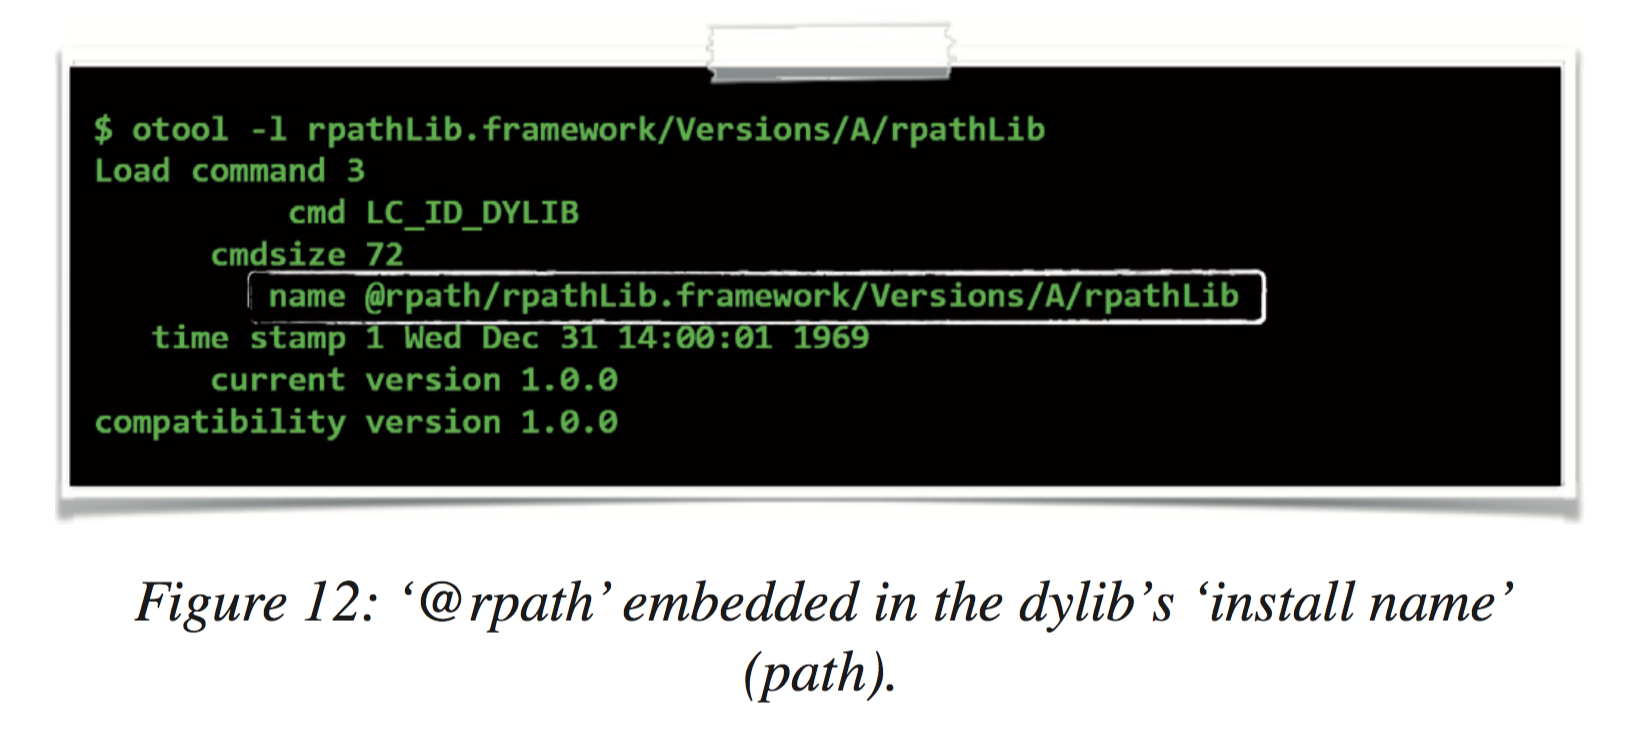 $ otool -l rpathLib.framework/Versions/A/rpathLib
Load command 3
cmd LC_ID_DYLIB
cmdsize 72
name @rpath/rpathLib.framework/Versions/A/rpathLib
time stamp 1 Wed Dec 31 14:00:01 1969
current version 1.0.0
compatibility version 1.0.0
Figure 12: ‘@rpath’ embedded in the dylib’s ‘install name’
(path).